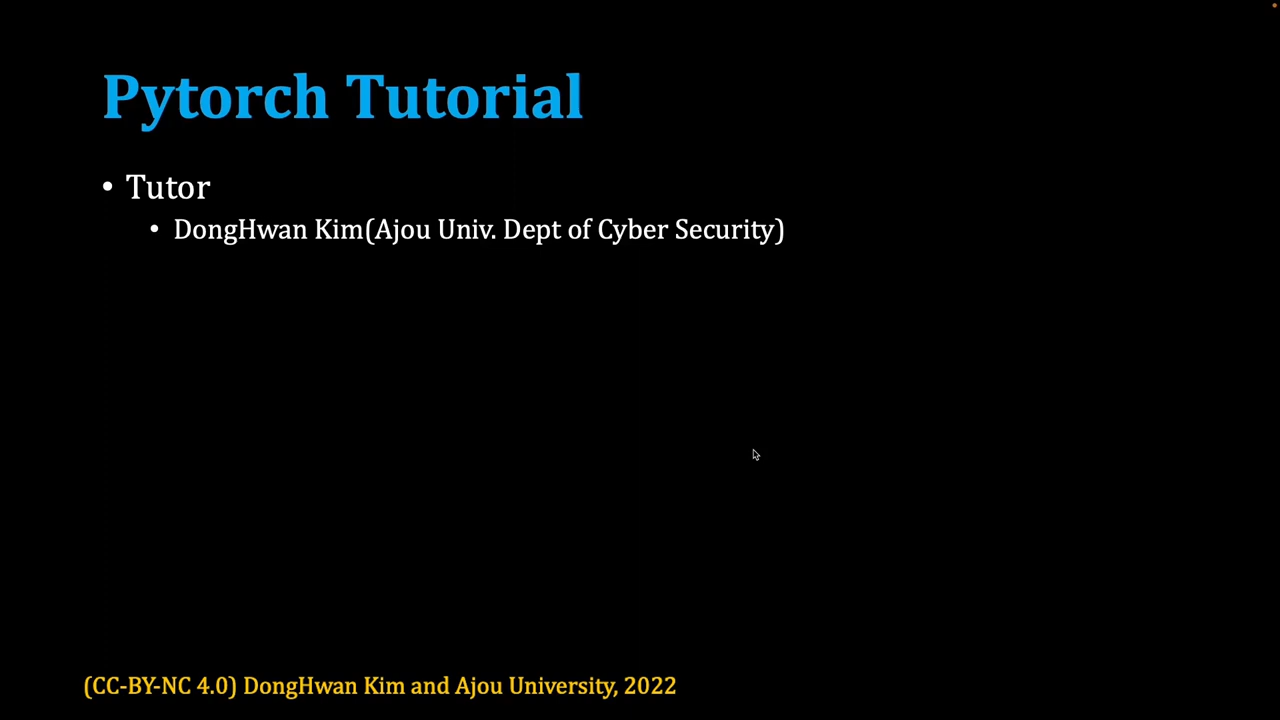 Pytorch Tutorial
• Tutor
• DongHwan Kim(Ajou Univ. Dept of Cyber Security)
(CC-BY-NC 4.0) DongHwan Kim and Ajou University, 2022